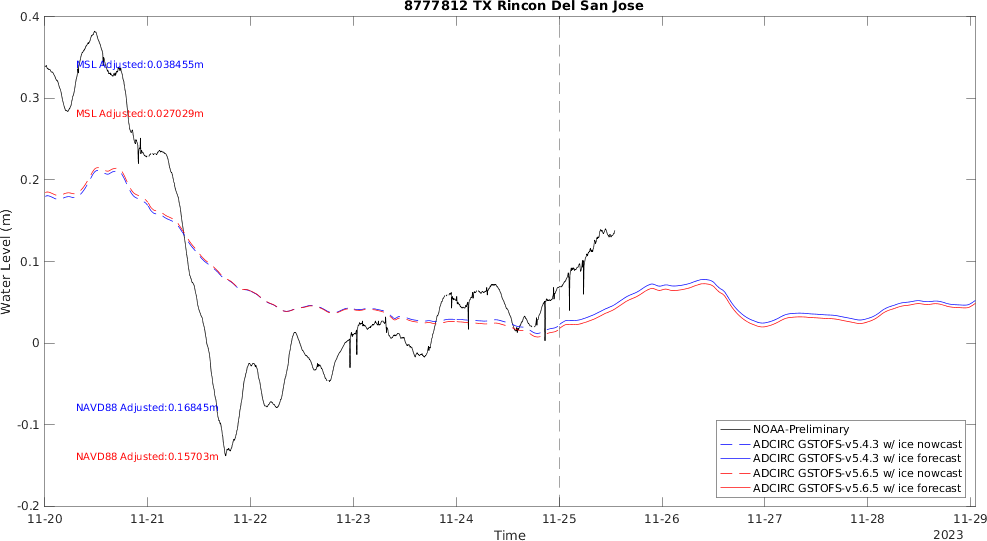 8777812 TX Rincon Del San Jose
Water Level (m)
0.4
0.3
0.2
0.1
0
-0.1
-0.2
MSL Adjusted:0.038455m
MSL Adjusted:0.027029m
NAVD88 Adjusted:0.16845m
NAVD88 Adjusted:0.15703m
NOAA-Preliminary
ADCIRC GSTOFS-v5.4.3 w/ ice nowcast
ADCIRC GSTOFS-v5.4.3 w/ ice forecast
ADCIRC GSTOFS-v5.6.5 w/ ice nowcast
ADCIRC GSTOFS-v5.6.5 w/ ice forecast
11-20 11-21 11-22 11-23 11-24 11-25 11-26 11-27 11-28 11-29
Time
2023